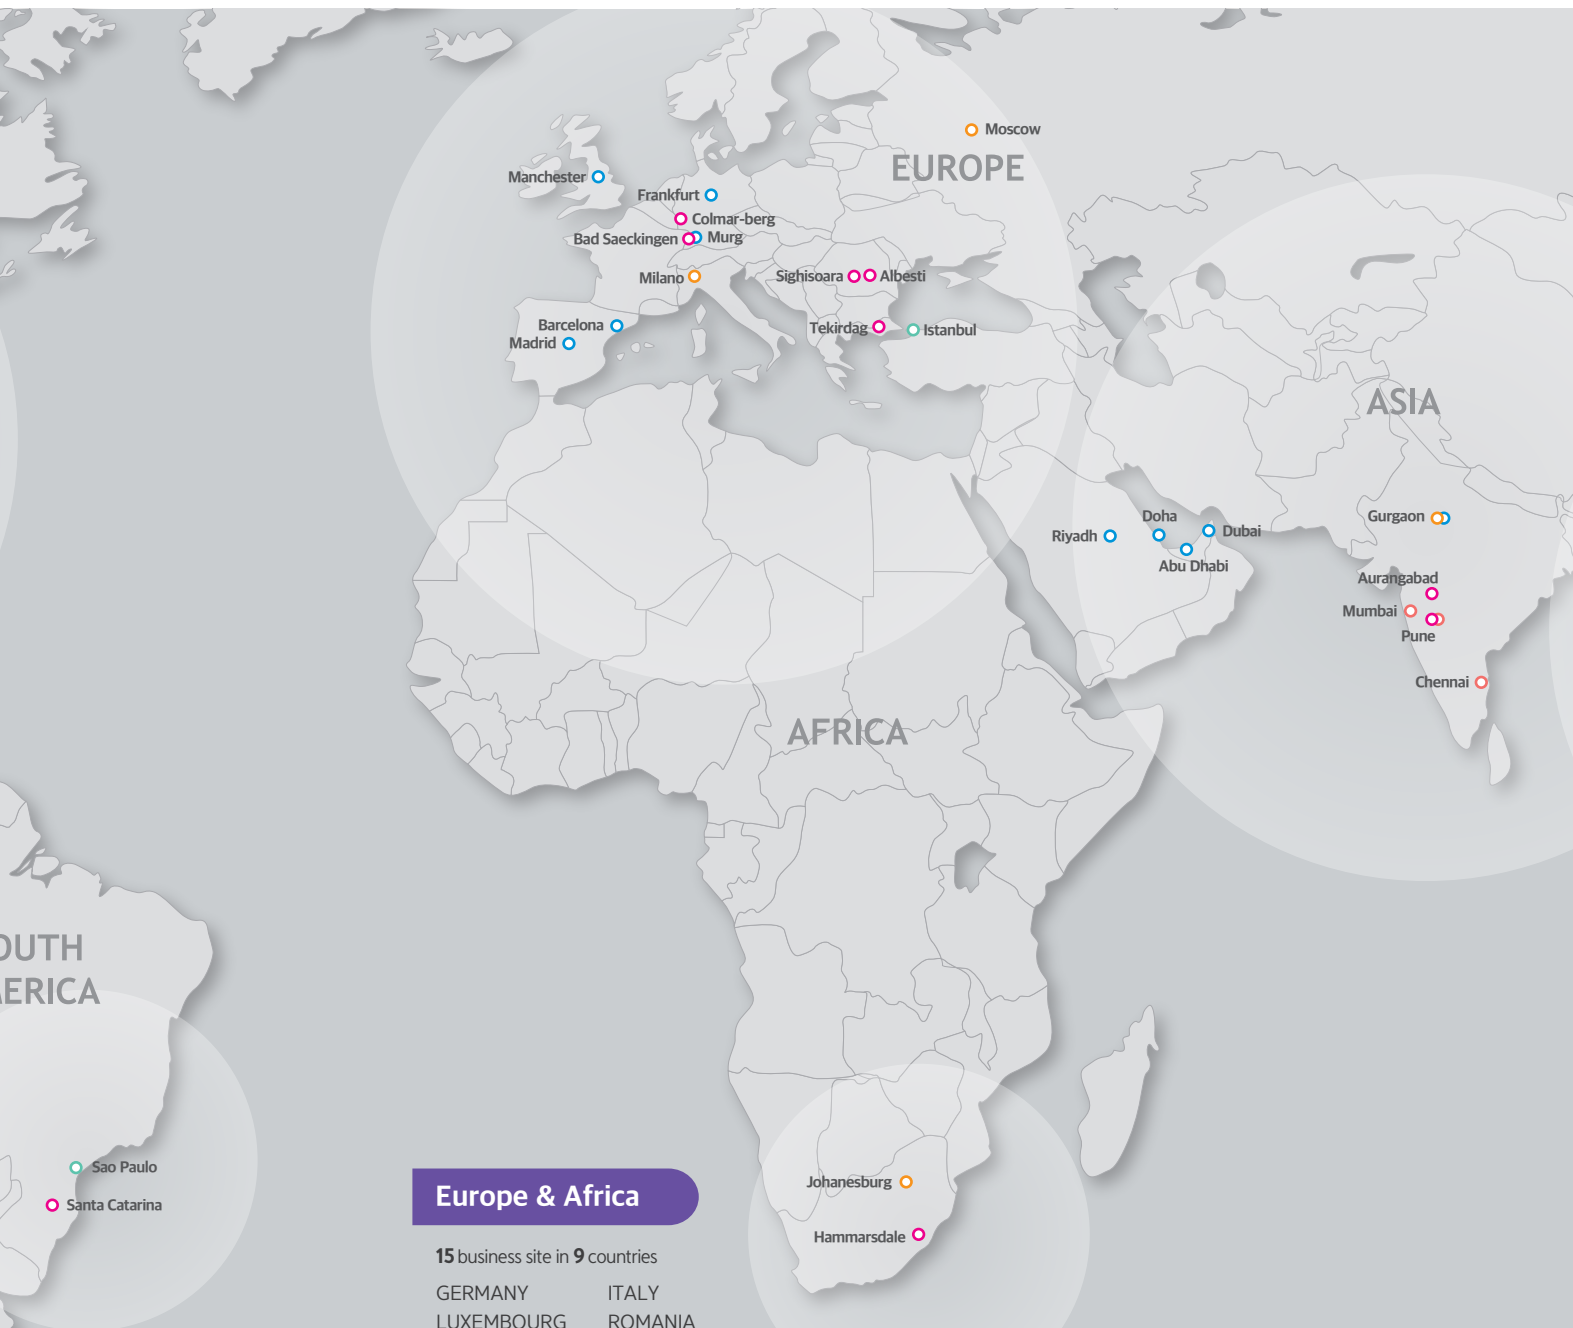 Moscow
EUROPE
Manchester
Frankfurt
Colmar-berg
Bad Saeckingen
Murg
Milano
Sighisoara
Albesti
Barcelona
Tekirdag
Istanbul
Madrid
ASIA
Gurgaon
Doha
Riyadh
Dubai
Abu Dhabi
Aurangabad
Mumbai
Pune
Chennai
AFRICA
OUTH
ERICA
Sao Paulo
Santa Catarina
Johanesburg
Hammarsdale
Europe & Africa
15 business site in 9 countries
GERMANY ITALY
LUXEMBOURG ROMANIA